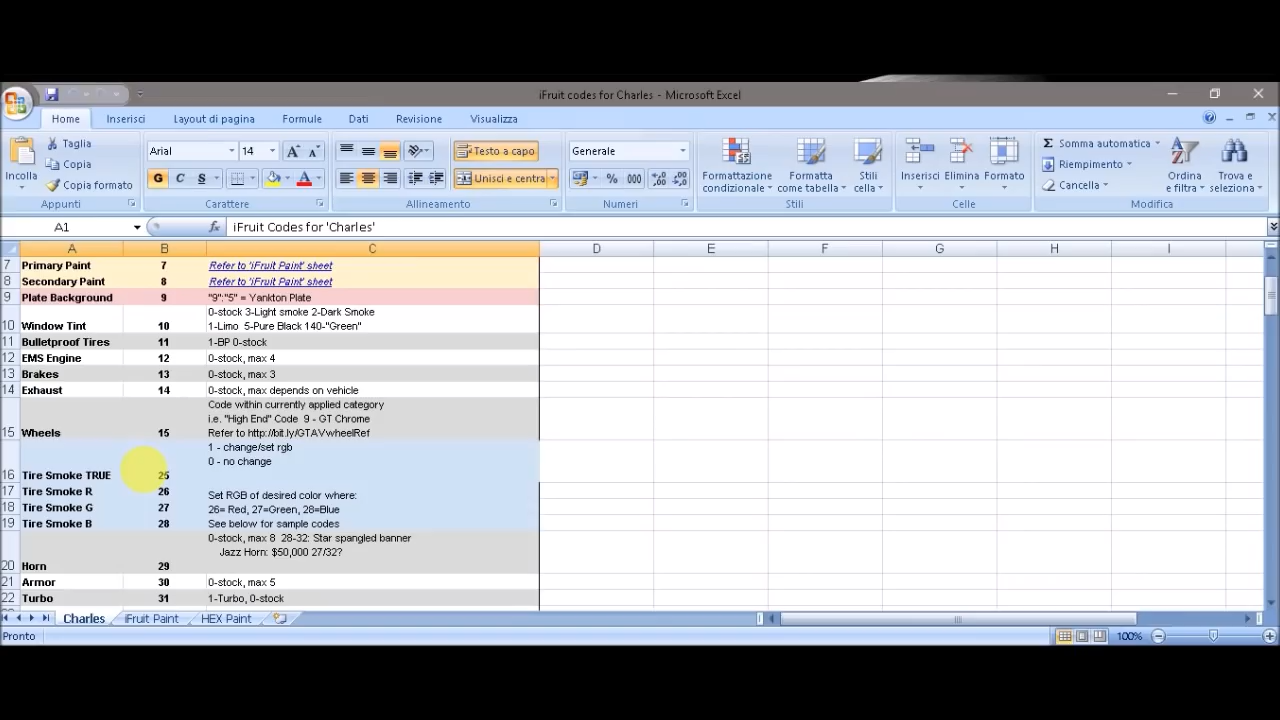 iFruit codes for Charles - Microsoft Excel
Home Inserisci Layout di pagina Formule Dati Revisione Visualizza
Incolla
Taglia
Copia
Copia formato
Appunti
Arial 14
G C S
Carattere
Testo a capo
Unisci e centra
Allineamento
Generale
% 000
Numeri
Formattazione condizionale
Formatta come tabella
Stili cella
Stili
Inserisci Elimina Formato
Celle
Somma automatica
Riempimento
Cancella
Ordina e filtra
Trova e seleziona
Modifica
A1 fx iFruit Codes for 'Charles'
A B C D E F G H I
7 Primary Paint 7 Refer to 'iFruit Paint' sheet
8 Secondary Paint 8 Refer to 'iFruit Paint' sheet
9 Plate Background 9 "9":"5" = Yankton Plate
0-stock 3-Light smoke 2-Dark Smoke
10 Window Tint 10 1-Limo 5-Pure Black 140-"Green"
11 Bulletproof Tires 11 1-BP 0-stock
12 EMS Engine 12 0-stock, max 4
13 Brakes 13 0-stock, max 3
14 Exhaust 14 0-stock, max depends on vehicle
Code within currently applied category
i.e. "High End" Code 9 - GT Chrome
15 Wheels 15 Refer to http://bit.ly/GTAVwheelRef
1 - change/set rgb
0 - no change
16 Tire Smoke TRUE 25
17 Tire Smoke R 26 Set RGB of desired color where:
18 Tire Smoke G 27 26= Red, 27=Green, 28=Blue
19 Tire Smoke B 28 See below for sample codes
0-stock, max 8 28-32: Star spangled banner
Jazz Horn: $50,000 27/32?
20 Horn 29
21 Armor 30 0-stock, max 5
22 Turbo 31 1-Turbo, 0-stock
Charles iFruit Paint HEX Paint
Pronto 100%